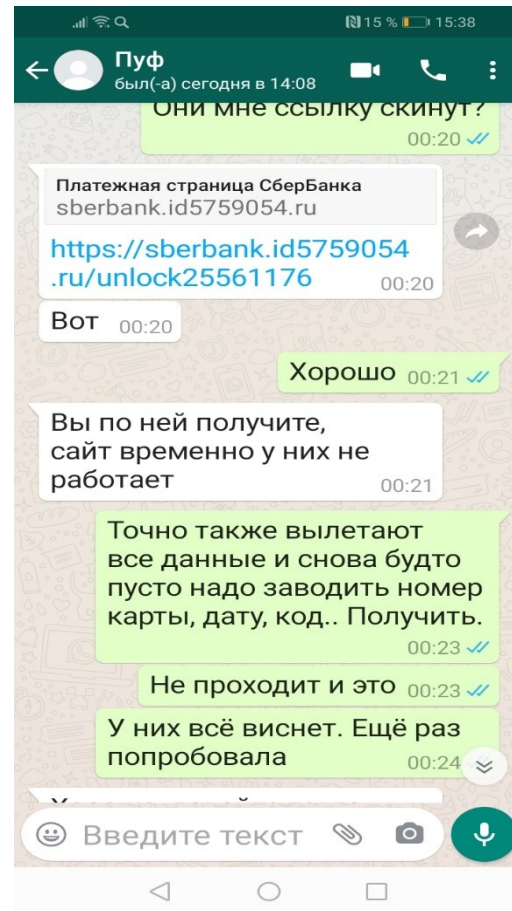 15 % 15:38
Пуф
был(-а) сегодня в 14:08
Они мне ссылку скинут?
00:20
Платежная страница СберБанка
sberbank.id5759054.ru
https://sberbank.id5759054
.ru/unlock25561176 00:20
Вот 00:20
Хорошо 00:21
Вы по ней получите,
сайт временно у них не
работает 00:21
Точно также вылетают
все данные и снова будто
пусто надо заводить номер
карты, дату, код.. Получить.
00:23
Не проходит и это 00:23
У них всё виснет. Ещё раз
попробовала 00:24
Введите текст